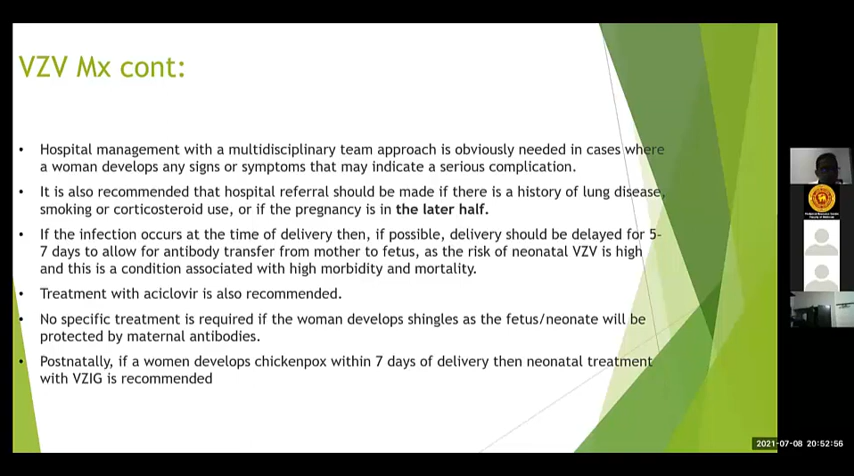 VZV Mx cont:
• Hospital management with a multidisciplinary team approach is obviously needed in cases where
a woman develops any signs or symptoms that may indicate a serious complication.
• It is also recommended that hospital referral should be made if there is a history of lung disease,
smoking or corticosteroid use, or if the pregnancy is in the later half.
• If the infection occurs at the time of delivery then, if possible, delivery should be delayed for 5-
7 days to allow for antibody transfer from mother to fetus, as the risk of neonatal VZV is high
and this is a condition associated with high morbidity and mortality.
• Treatment with aciclovir is also recommended.
• No specific treatment is required if the woman develops shingles as the fetus/neonate will be
protected by maternal antibodies.
• Postnatally, if a women develops chickenpox within 7 days of delivery then neonatal treatment
with VZIG is recommended
2021-07-08 20:52:56